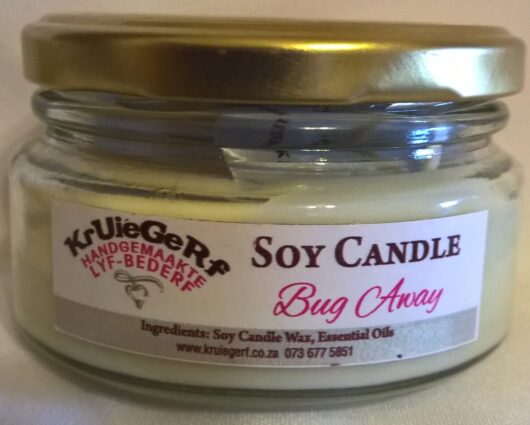 KrUieGeRf
HANDGEMAAKTE
LYF-BEDERF
SOY CANDLE
Bug Away
Ingredients: Soy Candle Wax, Essential Oils
www.kruiegerf.co.za 073 677 5851